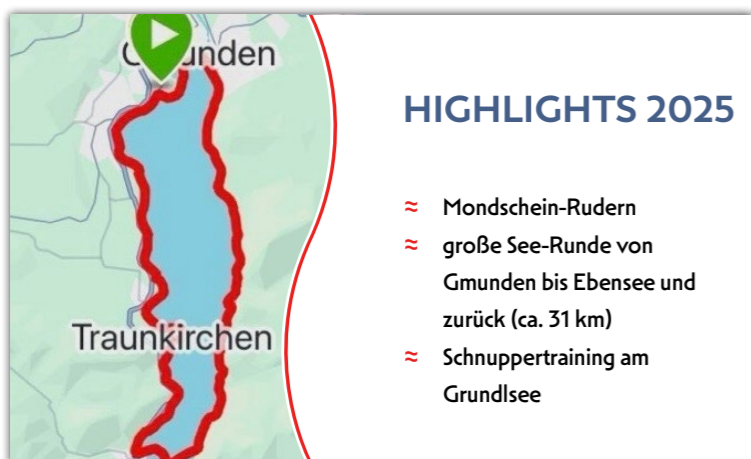 Gmunden
Traunkirchen
HIGHLIGHTS 2025
≈ Mondschein-Rudern
≈ große See-Runde von
Gmunden bis Ebensee und
zurück (ca. 31 km)
≈ Schnuppertraining am
Grundlsee